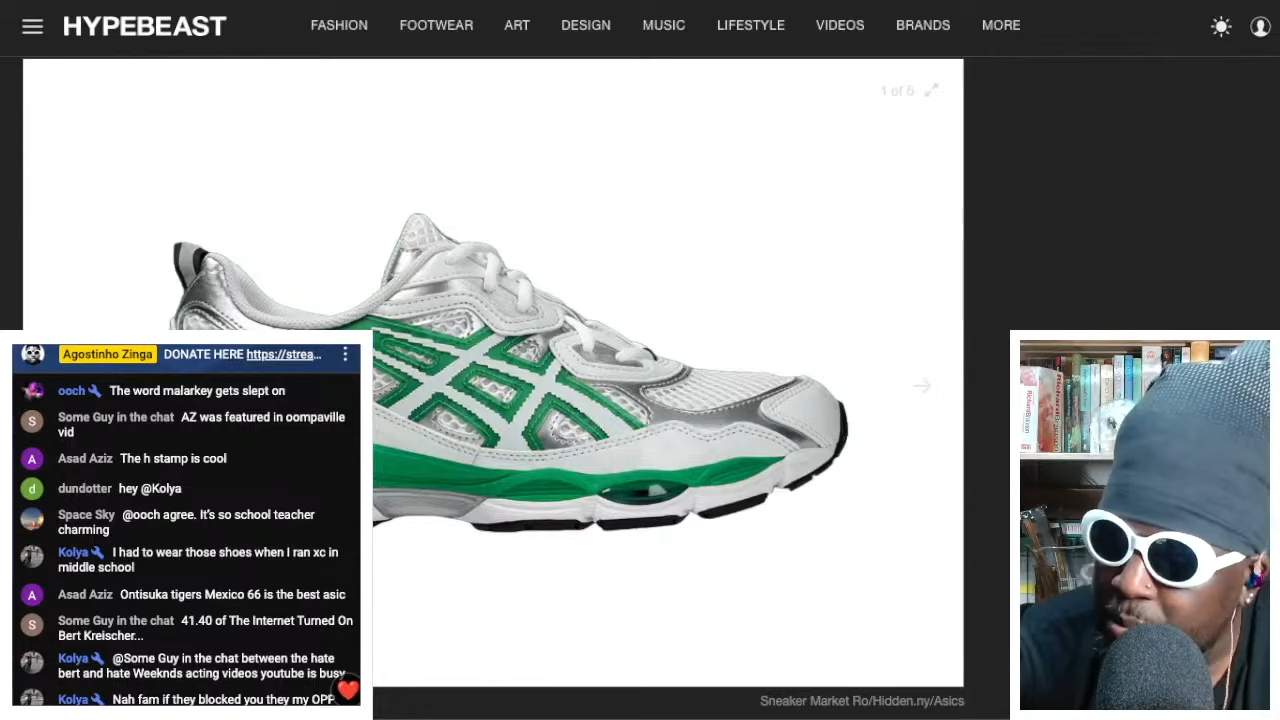 HYPEBEAST
FASHION FOOTWEAR ART DESIGN MUSIC LIFESTYLE VIDEOS BRANDS MORE
1 of 5
Agostinho Zinga DONATE HERE https://strea...
ooch The word malarkey gets slept on
Some Guy in the chat AZ was featured in oompaville
vid
Asad Aziz The h stamp is cool
dundotter hey @Kolya
Space Sky @ooch agree. It's so school teacher
charming
Kolya I had to wear those shoes when I ran xc in
middle school
Asad Aziz Ontisuka tigers Mexico 66 is the best asic
Some Guy in the chat 41.40 of The Internet Turned On
Bert Kreischer...
Kolya @Some Guy in the chat between the hate
bert and hate Weeknds acting videos youtube is busy
Kolya Nah fam if they blocked you they my OPP
Sneaker Market Ro/Hidden.ny/Asics